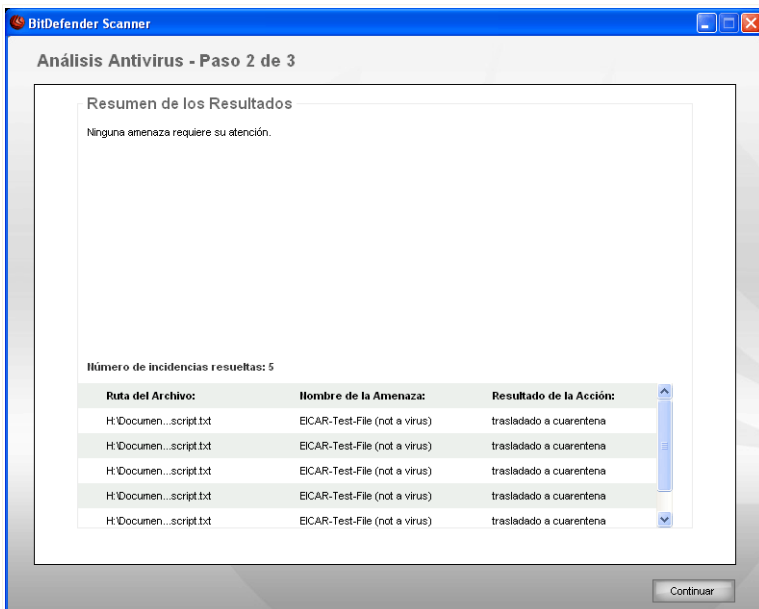 BitDefender Scanner
Análisis Antivirus - Paso 2 de 3
Resumen de los Resultados
Ninguna amenaza requiere su atención.
Número de incidencias resueltas: 5
Ruta del Archivo: Nombre de la Amenaza: Resultado de la Acción:
H:\Documen...script.txt EICAR-Test-File (not a virus) trasladado a cuarentena
H:\Documen...script.txt EICAR-Test-File (not a virus) trasladado a cuarentena
H:\Documen...script.txt EICAR-Test-File (not a virus) trasladado a cuarentena
H:\Documen...script.txt EICAR-Test-File (not a virus) trasladado a cuarentena
H:\Documen...script.txt EICAR-Test-File (not a virus) trasladado a cuarentena
Continuar